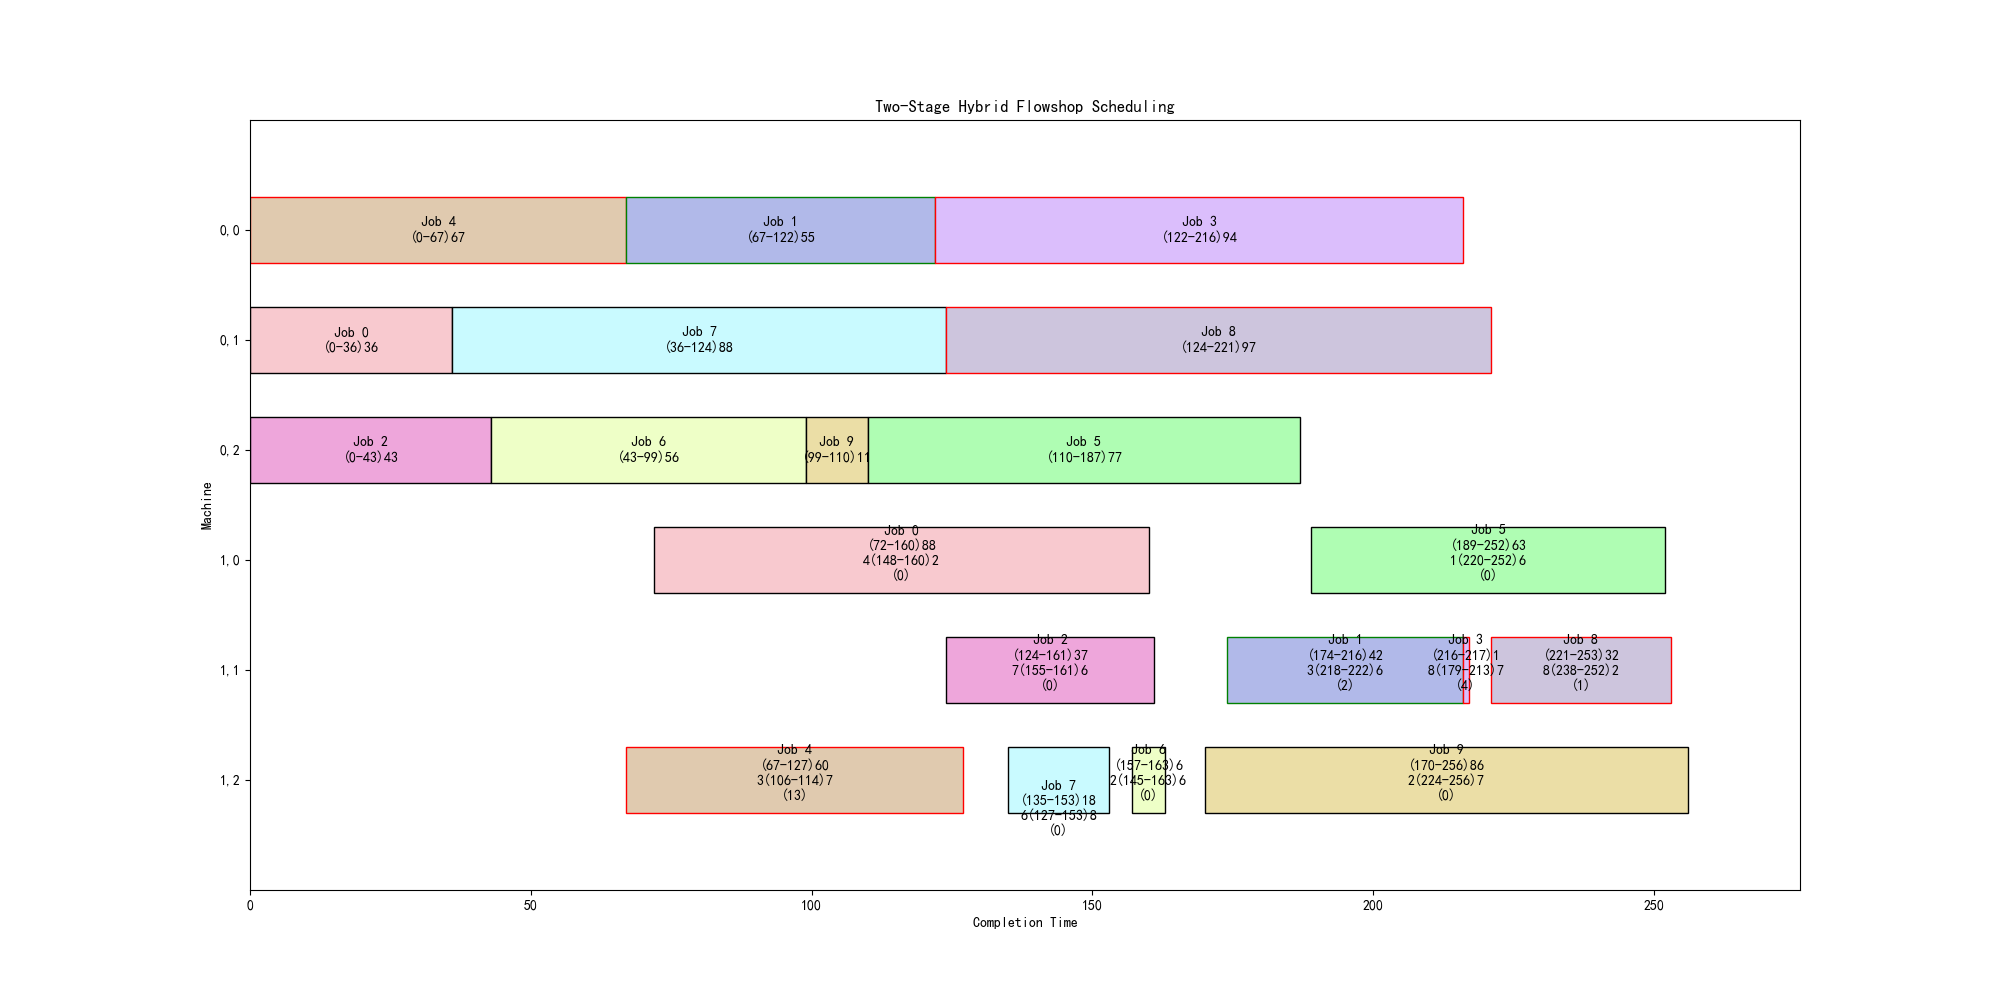 Two-Stage Hybrid Flowshop Scheduling
Machine
0,0
Job 4
(0-67)67
Job 1
(67-122)55
Job 3
(122-216)94
0,1
Job 0
(0-36)36
Job 7
(36-124)88
Job 8
(124-221)97
0,2
Job 2
(0-43)43
Job 6
(43-99)56
Job 9
(99-110)11
Job 5
(110-187)77
1,0
Job 0
(72-160)88
4(148-160)2
(0)
Job 5
(189-252)63
1(220-252)6
(0)
1,1
Job 2
(124-161)37
7(155-161)6
(0)
Job 1
(174-216)42
3(218-222)6
(2)
Job 3
(216-217)1
8(179-213)7
(4)
Job 8
(221-253)32
8(238-252)2
(1)
1,2
Job 4
(67-127)60
3(106-114)7
(13)
Job 7
(135-153)18
6(127-153)8
(0)
Job 6
(157-163)6
2(145-163)6
(0)
Job 9
(170-256)86
2(224-256)7
(0)
0
50
100
150
200
250
Completion Time